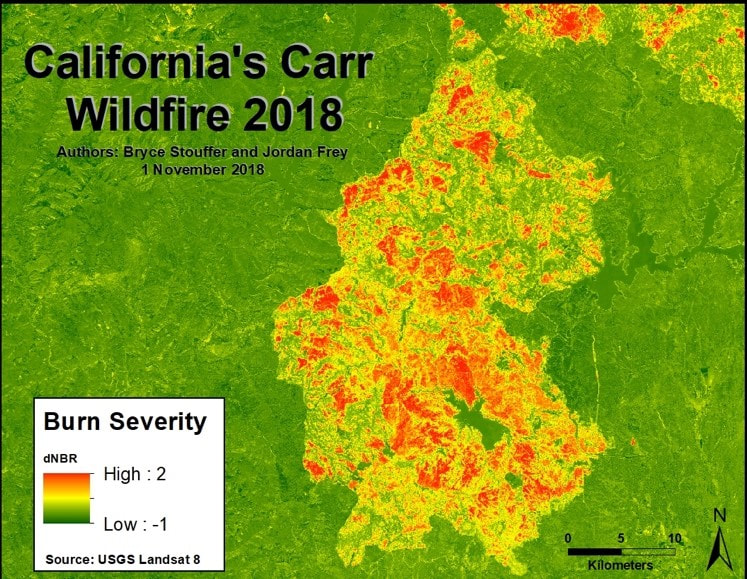 California's Carr
Wildfire 2018
Authors: Bryce Stouffer and Jordan Frey
1 November 2018
Burn Severity
dNBR
High : 2
Low : -1
Source: USGS Landsat 8
N
0 5 10
Kilometers